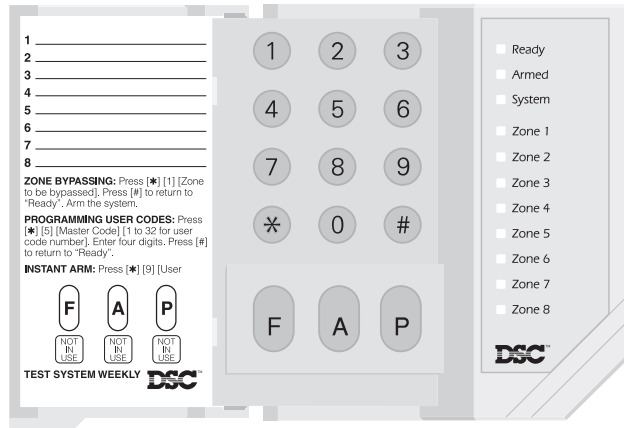 1
2
3
4
5
6
7
8
ZONE BYPASSING: Press [✱] [1] [Zone
to be bypassed]. Press [#] to return to
“Ready”. Arm the system.
PROGRAMMING USER CODES: Press
[✱] [5] [Master Code] [1 to 32 for user
code number]. Enter four digits. Press [#]
to return to “Ready”.
INSTANT ARM: Press [✱] [9] [User
F A P
NOT IN USE NOT IN USE NOT IN USE
TEST SYSTEM WEEKLY DSC™
1 2 3
4 5 6
7 8 9
* 0 #
F A P
Ready
Armed
System
Zone 1
Zone 2
Zone 3
Zone 4
Zone 5
Zone 6
Zone 7
Zone 8
DSC™